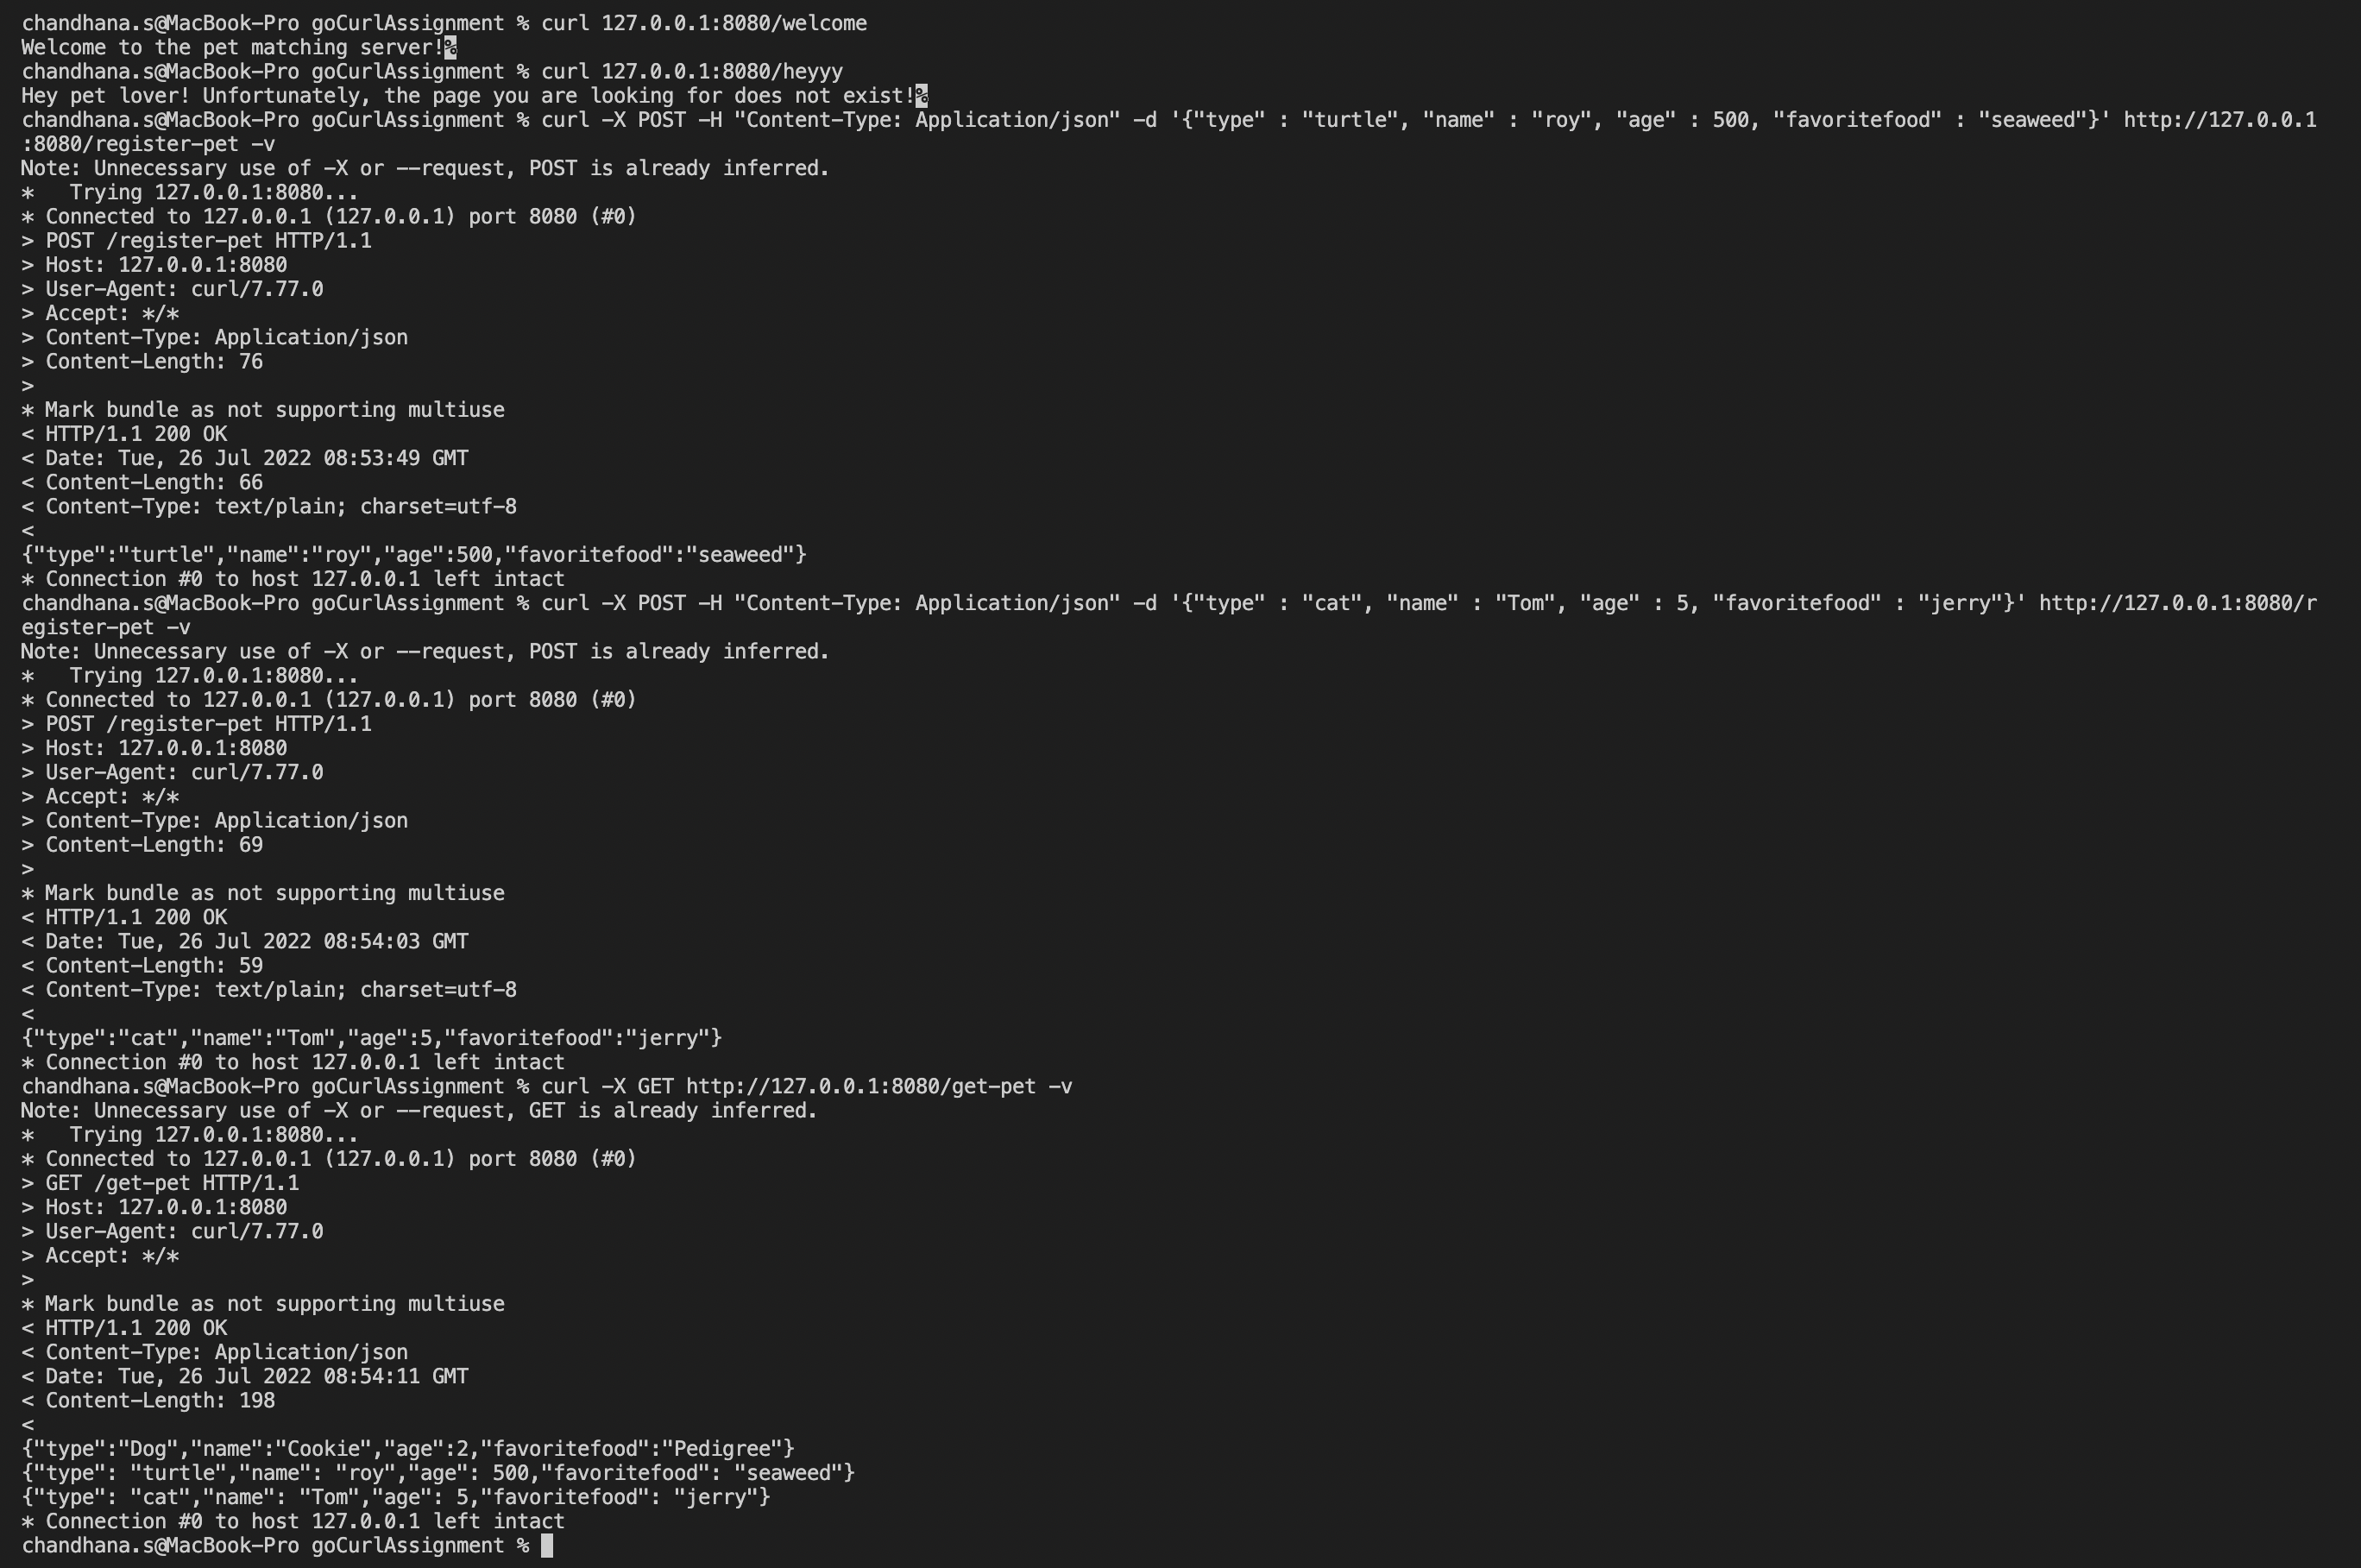 chandhana.s@MacBook-Pro goCurlAssignment % curl 127.0.0.1:8080/welcome
Welcome to the pet matching server!%
chandhana.s@MacBook-Pro goCurlAssignment % curl 127.0.0.1:8080/heyyy
Hey pet lover! Unfortunately, the page you are looking for does not exist!%
chandhana.s@MacBook-Pro goCurlAssignment % curl -X POST -H "Content-Type: Application/json" -d '{"type" : "turtle", "name" : "roy", "age" : 500, "favoritefood" : "seaweed"}' http://127.0.0.1
:8080/register-pet -v
Note: Unnecessary use of -X or --request, POST is already inferred.
*   Trying 127.0.0.1:8080...
* Connected to 127.0.0.1 (127.0.0.1) port 8080 (#0)
> POST /register-pet HTTP/1.1
> Host: 127.0.0.1:8080
> User-Agent: curl/7.77.0
> Accept: */*
> Content-Type: Application/json
> Content-Length: 76
>
* Mark bundle as not supporting multiuse
< HTTP/1.1 200 OK
< Date: Tue, 26 Jul 2022 08:53:49 GMT
< Content-Length: 66
< Content-Type: text/plain; charset=utf-8
<
{"type":"turtle","name":"roy","age":500,"favoritefood":"seaweed"}
* Connection #0 to host 127.0.0.1 left intact
chandhana.s@MacBook-Pro goCurlAssignment % curl -X POST -H "Content-Type: Application/json" -d '{"type" : "cat", "name" : "Tom", "age" : 5, "favoritefood" : "jerry"}' http://127.0.0.1:8080/r
egister-pet -v
Note: Unnecessary use of -X or --request, POST is already inferred.
*   Trying 127.0.0.1:8080...
* Connected to 127.0.0.1 (127.0.0.1) port 8080 (#0)
> POST /register-pet HTTP/1.1
> Host: 127.0.0.1:8080
> User-Agent: curl/7.77.0
> Accept: */*
> Content-Type: Application/json
> Content-Length: 69
>
* Mark bundle as not supporting multiuse
< HTTP/1.1 200 OK
< Date: Tue, 26 Jul 2022 08:54:03 GMT
< Content-Length: 59
< Content-Type: text/plain; charset=utf-8
<
{"type":"cat","name":"Tom","age":5,"favoritefood":"jerry"}
* Connection #0 to host 127.0.0.1 left intact
chandhana.s@MacBook-Pro goCurlAssignment % curl -X GET http://127.0.0.1:8080/get-pet -v
Note: Unnecessary use of -X or --request, GET is already inferred.
*   Trying 127.0.0.1:8080...
* Connected to 127.0.0.1 (127.0.0.1) port 8080 (#0)
> GET /get-pet HTTP/1.1
> Host: 127.0.0.1:8080
> User-Agent: curl/7.77.0
> Accept: */*
>
* Mark bundle as not supporting multiuse
< HTTP/1.1 200 OK
< Content-Type: Application/json
< Date: Tue, 26 Jul 2022 08:54:11 GMT
< Content-Length: 198
<
{"type":"Dog","name":"Cookie","age":2,"favoritefood":"Pedigree"}
{"type": "turtle","name": "roy","age": 500,"favoritefood": "seaweed"}
{"type": "cat","name": "Tom","age": 5,"favoritefood": "jerry"}
* Connection #0 to host 127.0.0.1 left intact
chandhana.s@MacBook-Pro goCurlAssignment %